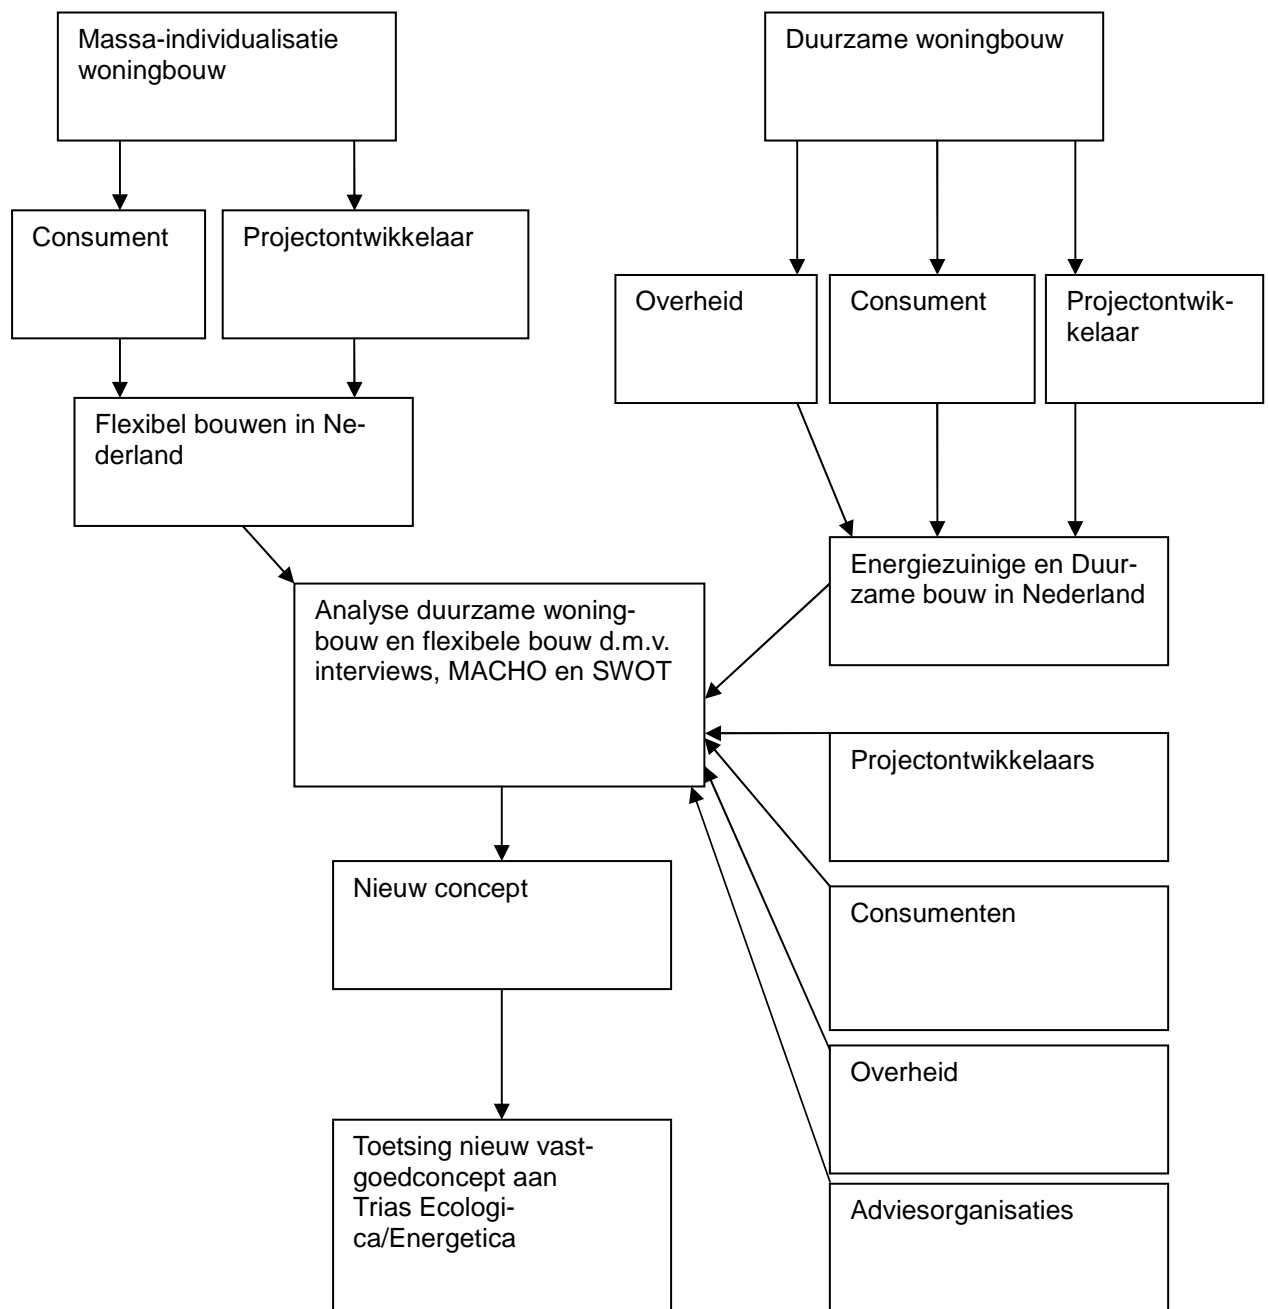 Massa-individualisatie
woningbouw
Duurzame woningbouw
Consument
Projectontwikkelaar
Overheid
Consument
Projectontwik-
kelaar
Flexibel bouwen in Ne-
derland
Energiezuinige en Duur-
zame bouw in Nederland
Analyse duurzame woning-
bouw en flexibele bouw d.m.v.
interviews, MACHO en SWOT
Projectontwikkelaars
Nieuw concept
Consumenten
Overheid
Toetsing nieuw vast-
goedconcept aan
Trias Ecologi-
ca/Energetica
Adviesorganisaties